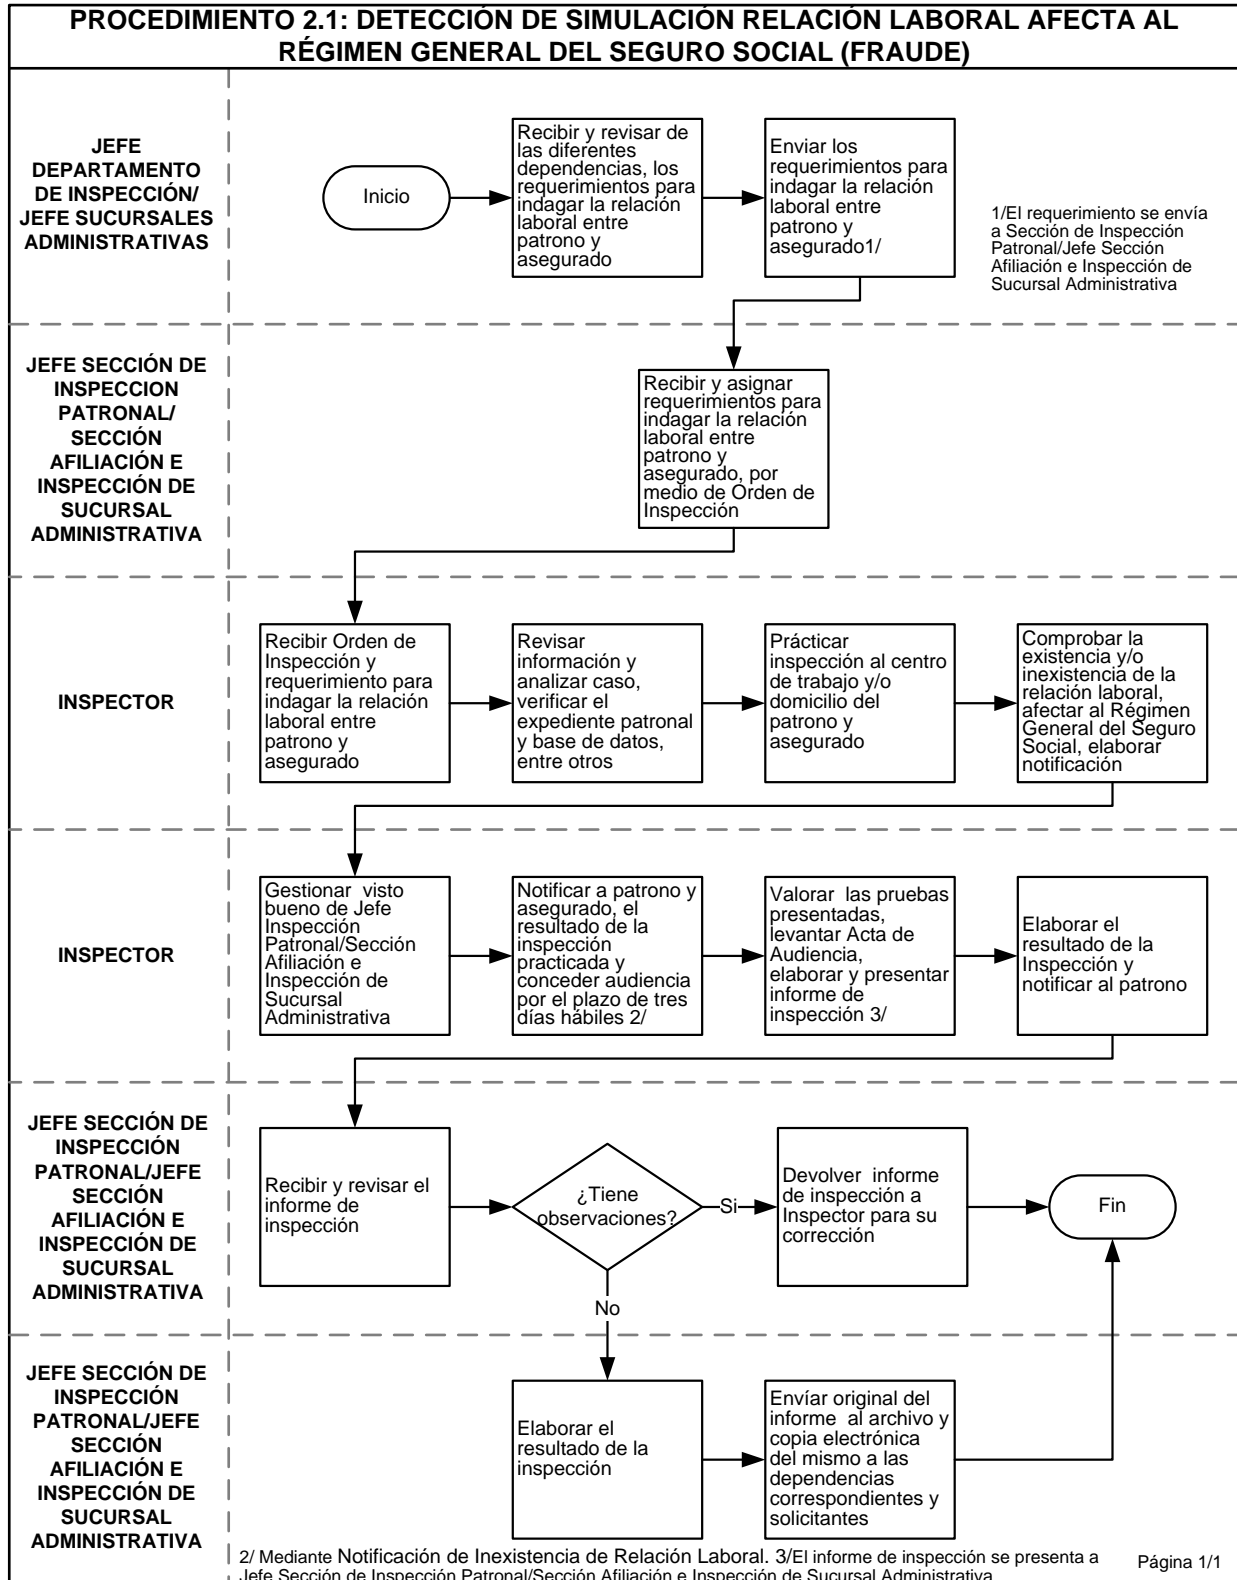 PROCEDIMIENTO 2.1: DETECCIÓN DE SIMULACIÓN RELACIÓN LABORAL AFECTA AL
RÉGIMEN GENERAL DEL SEGURO SOCIAL (FRAUDE)
JEFE
DEPARTAMENTO
DE INSPECCIÓN/
JEFE SUCURSALES
ADMINISTRATIVAS
Inicio
Recibir y revisar de
las diferentes
dependencias, los
requerimientos para
indagar la relación
laboral entre
patrono y
asegurado
Enviar los
requerimientos para
indagar la relación
laboral entre
patrono y
asegurado1/
1/El requerimiento se envía
a Sección de Inspección
Patronal/Jefe Sección
Afiliación e Inspección de
Sucursal Administrativa
JEFE SECCIÓN DE
INSPECCION
PATRONAL/
SECCIÓN
AFILIACIÓN E
INSPECCIÓN DE
SUCURSAL
ADMINISTRATIVA
Recibir y asignar
requerimientos para
indagar la relación
laboral entre
patrono y
asegurado, por
medio de Orden de
Inspección
INSPECTOR
Recibir Orden de
Inspección y
requerimiento para
indagar la relación
laboral entre
patrono y
asegurado
Revisar
información y
analizar caso,
verificar el
expediente patronal
y base de datos,
entre otros
Prácticar
inspección al centro
de trabajo y/o
domicilio del
patrono y
asegurado
Comprobar la
existencia y/o
inexistencia de la
relación laboral,
afectar al Régimen
General del Seguro
Social, elaborar
notificación
INSPECTOR
Gestionar visto
bueno de Jefe
Inspección
Patronal/Sección
Afiliación e
Inspección de
Sucursal
Administrativa
Notificar a patrono y
asegurado, el
resultado de la
inspección
practicada y
conceder audiencia
por el plazo de tres
días hábiles 2/
Valorar las pruebas
presentadas,
levantar Acta de
Audiencia,
elaborar y presentar
informe de
inspección 3/
Elaborar el
resultado de la
Inspección y
notificar al patrono
JEFE SECCIÓN DE
INSPECCIÓN
PATRONAL/JEFE
SECCIÓN
AFILIACIÓN E
INSPECCIÓN DE
SUCURSAL
ADMINISTRATIVA
Recibir y revisar el
informe de
inspección
¿Tiene
observaciones?
Si
Devolver informe
de inspección a
Inspector para su
corrección
Fin
No
JEFE SECCIÓN DE
INSPECCIÓN
PATRONAL/JEFE
SECCIÓN
AFILIACIÓN E
INSPECCIÓN DE
SUCURSAL
ADMINISTRATIVA
Elaborar el
resultado de la
inspección
Envíar original del
informe al archivo y
copia electrónica
del mismo a las
dependencias
correspondientes y
solicitantes
2/ Mediante Notificación de Inexistencia de Relación Laboral. 3/El informe de inspección se presenta a
Jefe Sección de Inspección Patronal/Sección Afiliación e Inspección de Sucursal Administrativa
Página 1/1